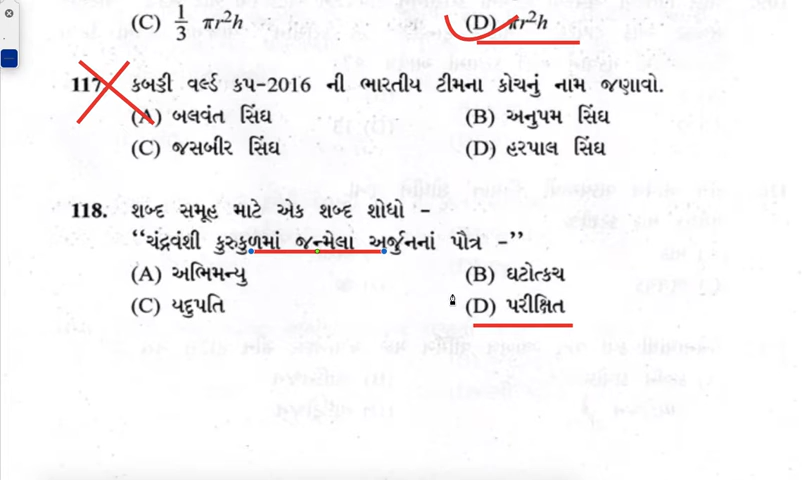 (C) 1/3 πr²h (D) πr²h
117. કબડ્ડી વર્લ્ડ કપ-2016 ની ભારતીય ટીમના કોચનું નામ જણાવો.
(A) બલવંત સિંઘ (B) અનુપમ સિંઘ
(C) જસબીર સિંઘ (D) હરપાલ સિંઘ
118. શબ્દ સમૂહ માટે એક શબ્દ શોધો -
“ચંદ્રવંશી કુરુકુળમાં જન્મેલા અર્જુનનાં પૌત્ર -”
(A) અભિમન્યુ (B) ઘટોત્કચ
(C) યદુપતિ (D) પરીક્ષિત